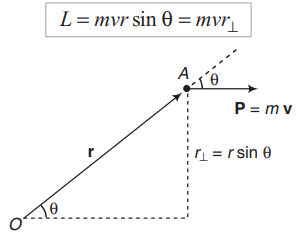 L = mvr sin θ = mvr⊥
A
θ
P = m v
r
r⊥ = r sin θ
θ
O